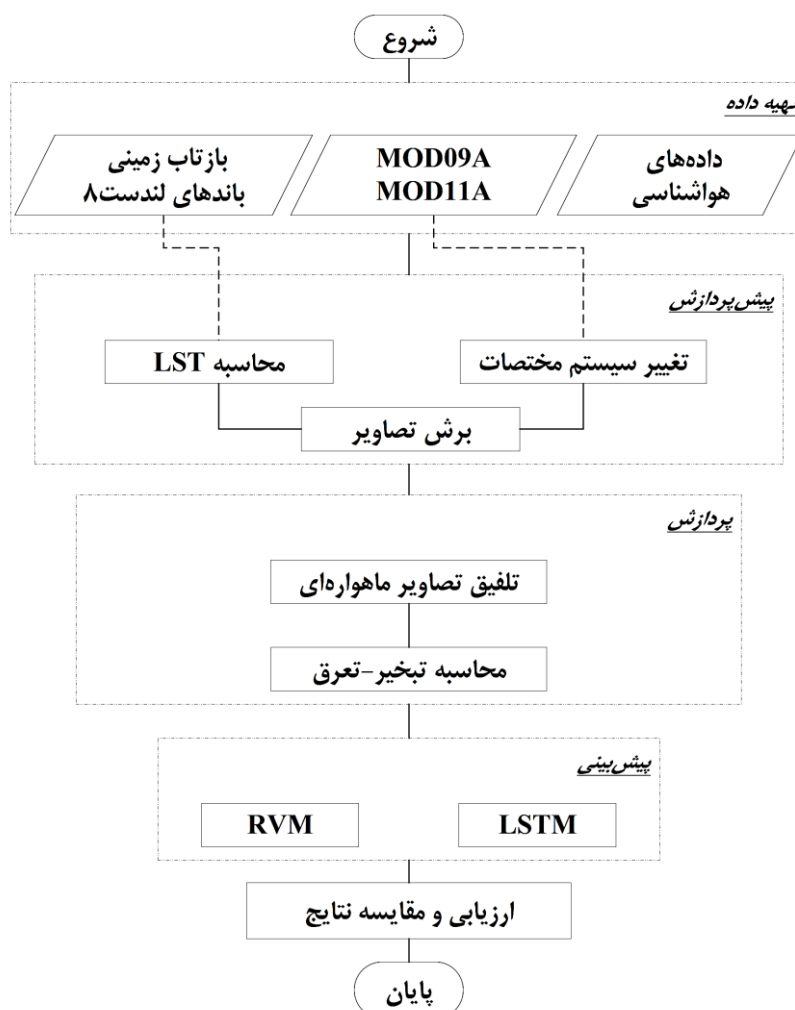 شروع
تهیه داده
داده‌های
هواشناسی
MOD09A
MOD11A
بازتاب زمینی
باندهای لندست۸
پیش‌پردازش
تغییر سیستم مختصات
محاسبه LST
برش تصاویر
پردازش
تلفیق تصاویر ماهواره‌ای
محاسبه تبخیر-تعرق
پیش‌بینی
LSTM
RVM
ارزیابی و مقایسه نتایج
پایان